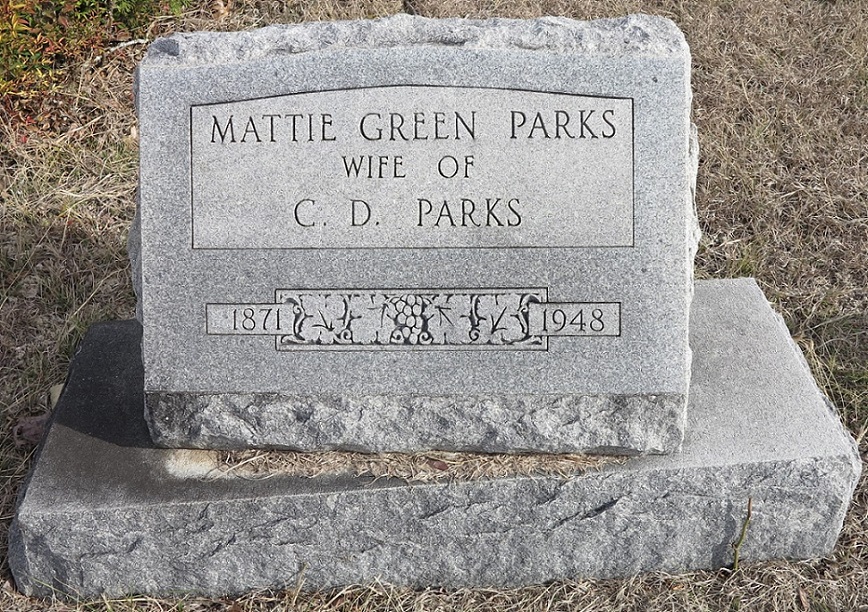 MATTIE GREEN PARKS
WIFE OF
C. D. PARKS
1871 1948